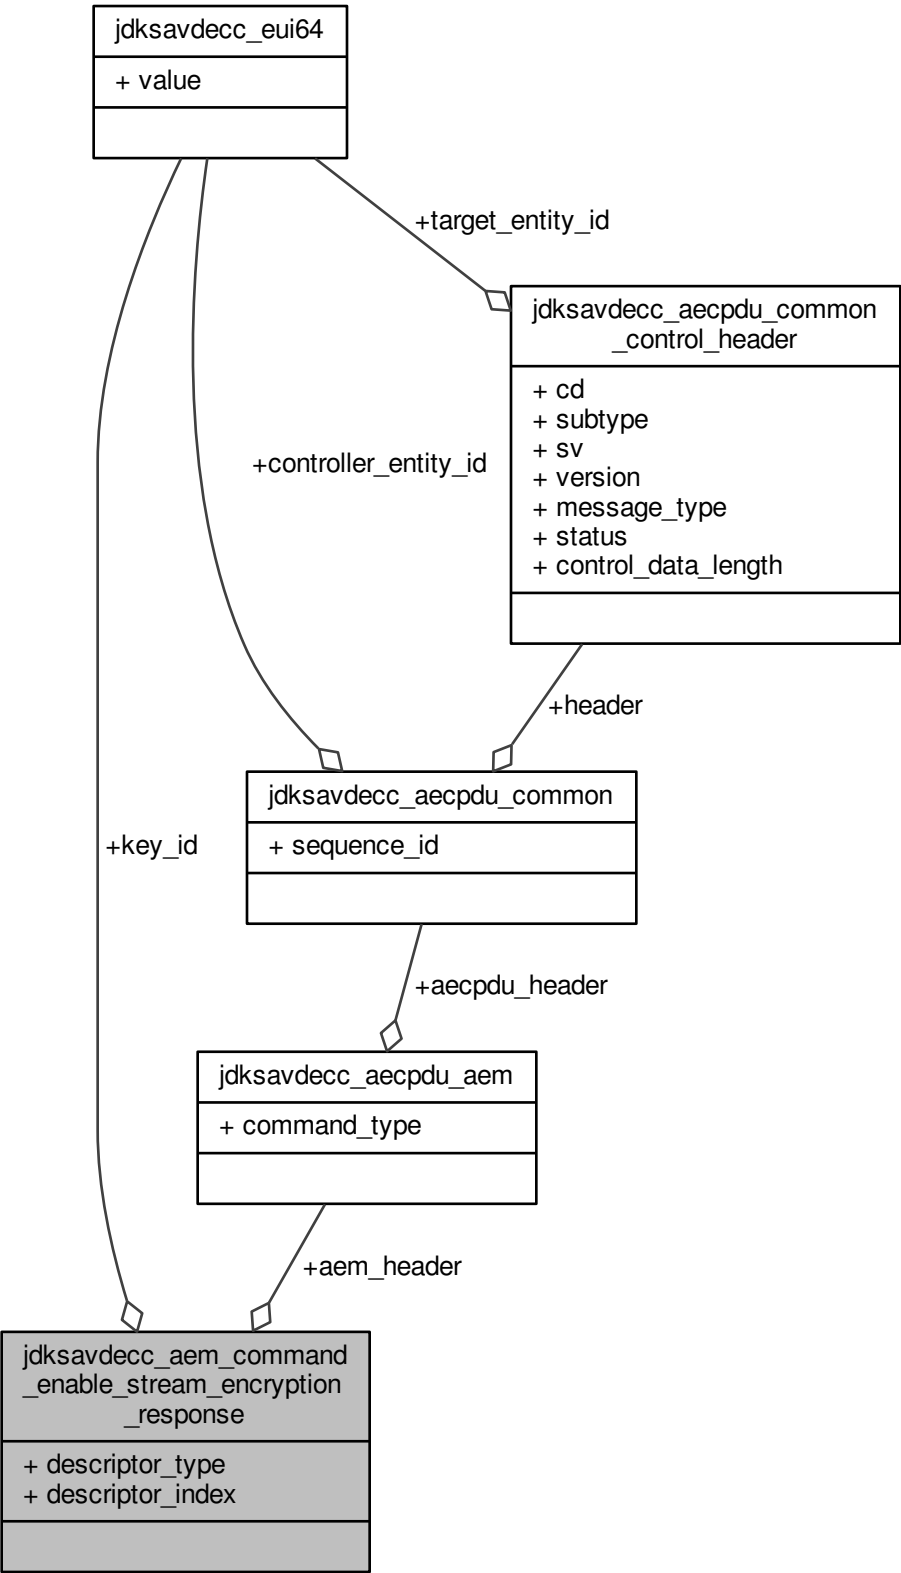 jdksavdecc_eui64
+ value
+target_entity_id
jdksavdecc_aecpdu_common
_control_header
+ cd
+ subtype
+ sv
+ version
+ message_type
+ status
+ control_data_length
+controller_entity_id
+header
jdksavdecc_aecpdu_common
+ sequence_id
+key_id
+aecpdu_header
jdksavdecc_aecpdu_aem
+ command_type
+aem_header
jdksavdecc_aem_command
_enable_stream_encryption
_response
+ descriptor_type
+ descriptor_index